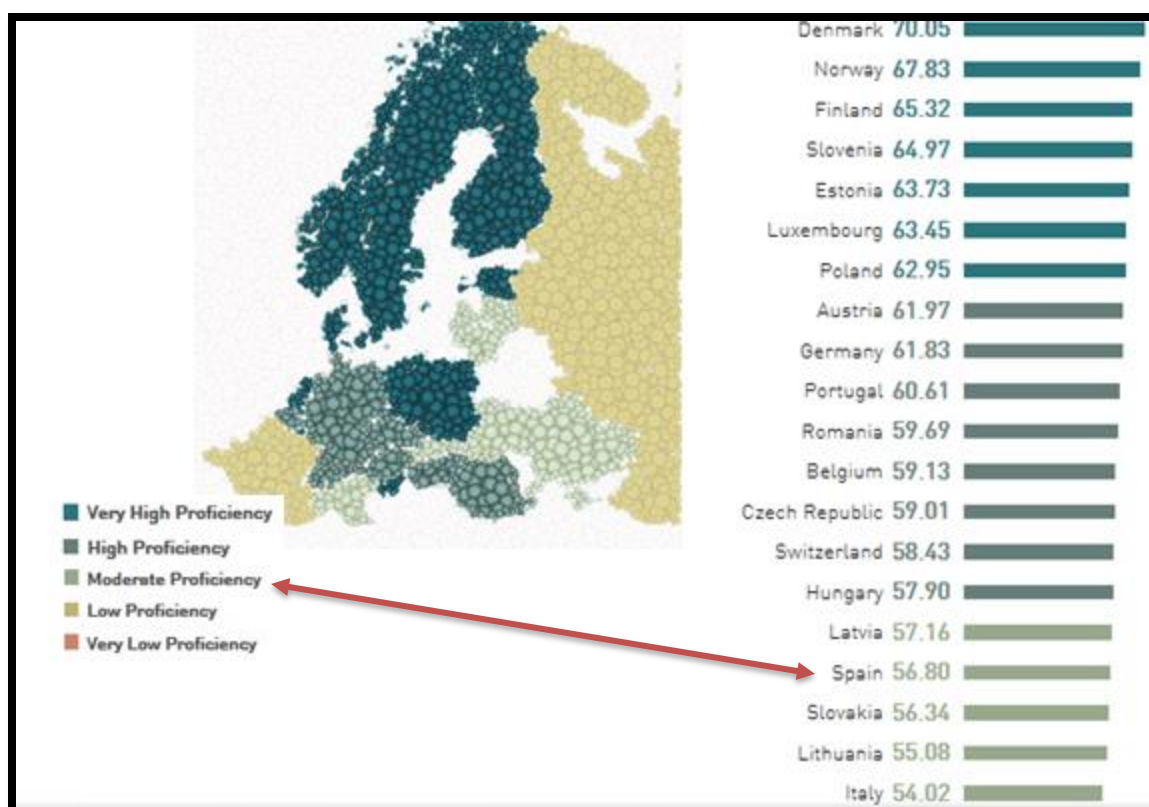 Denmark 70.05
Norway 67.83
Finland 65.32
Slovenia 64.97
Estonia 63.73
Luxembourg 63.45
Poland 62.95
Austria 61.97
Germany 61.83
Portugal 60.61
Romania 59.69
Belgium 59.13
Czech Republic 59.01
Switzerland 58.43
Hungary 57.90
Latvia 57.16
Spain 56.80
Slovakia 56.34
Lithuania 55.08
Italy 54.02
Very High Proficiency
High Proficiency
Moderate Proficiency
Low Proficiency
Very Low Proficiency